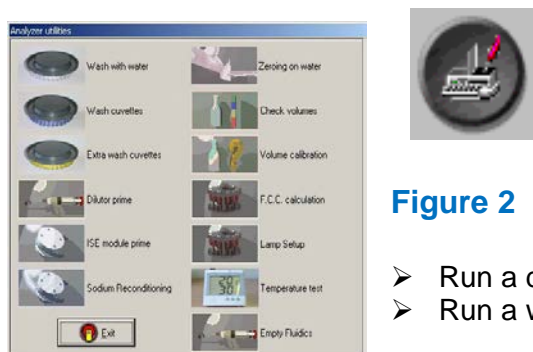 Analyzer utilities
Wash with water
Zeroing on water
Wash cuvettes
Check volumes
Extra wash cuvettes
Volume calibration
Dilutor prime
F.C.C. calculation
ISE module prime
Lamp Setup
Sodium Reconditioning
Temperature test
Exit
Empty Fluidics
Figure 2
➢ Run a
➢ Run a